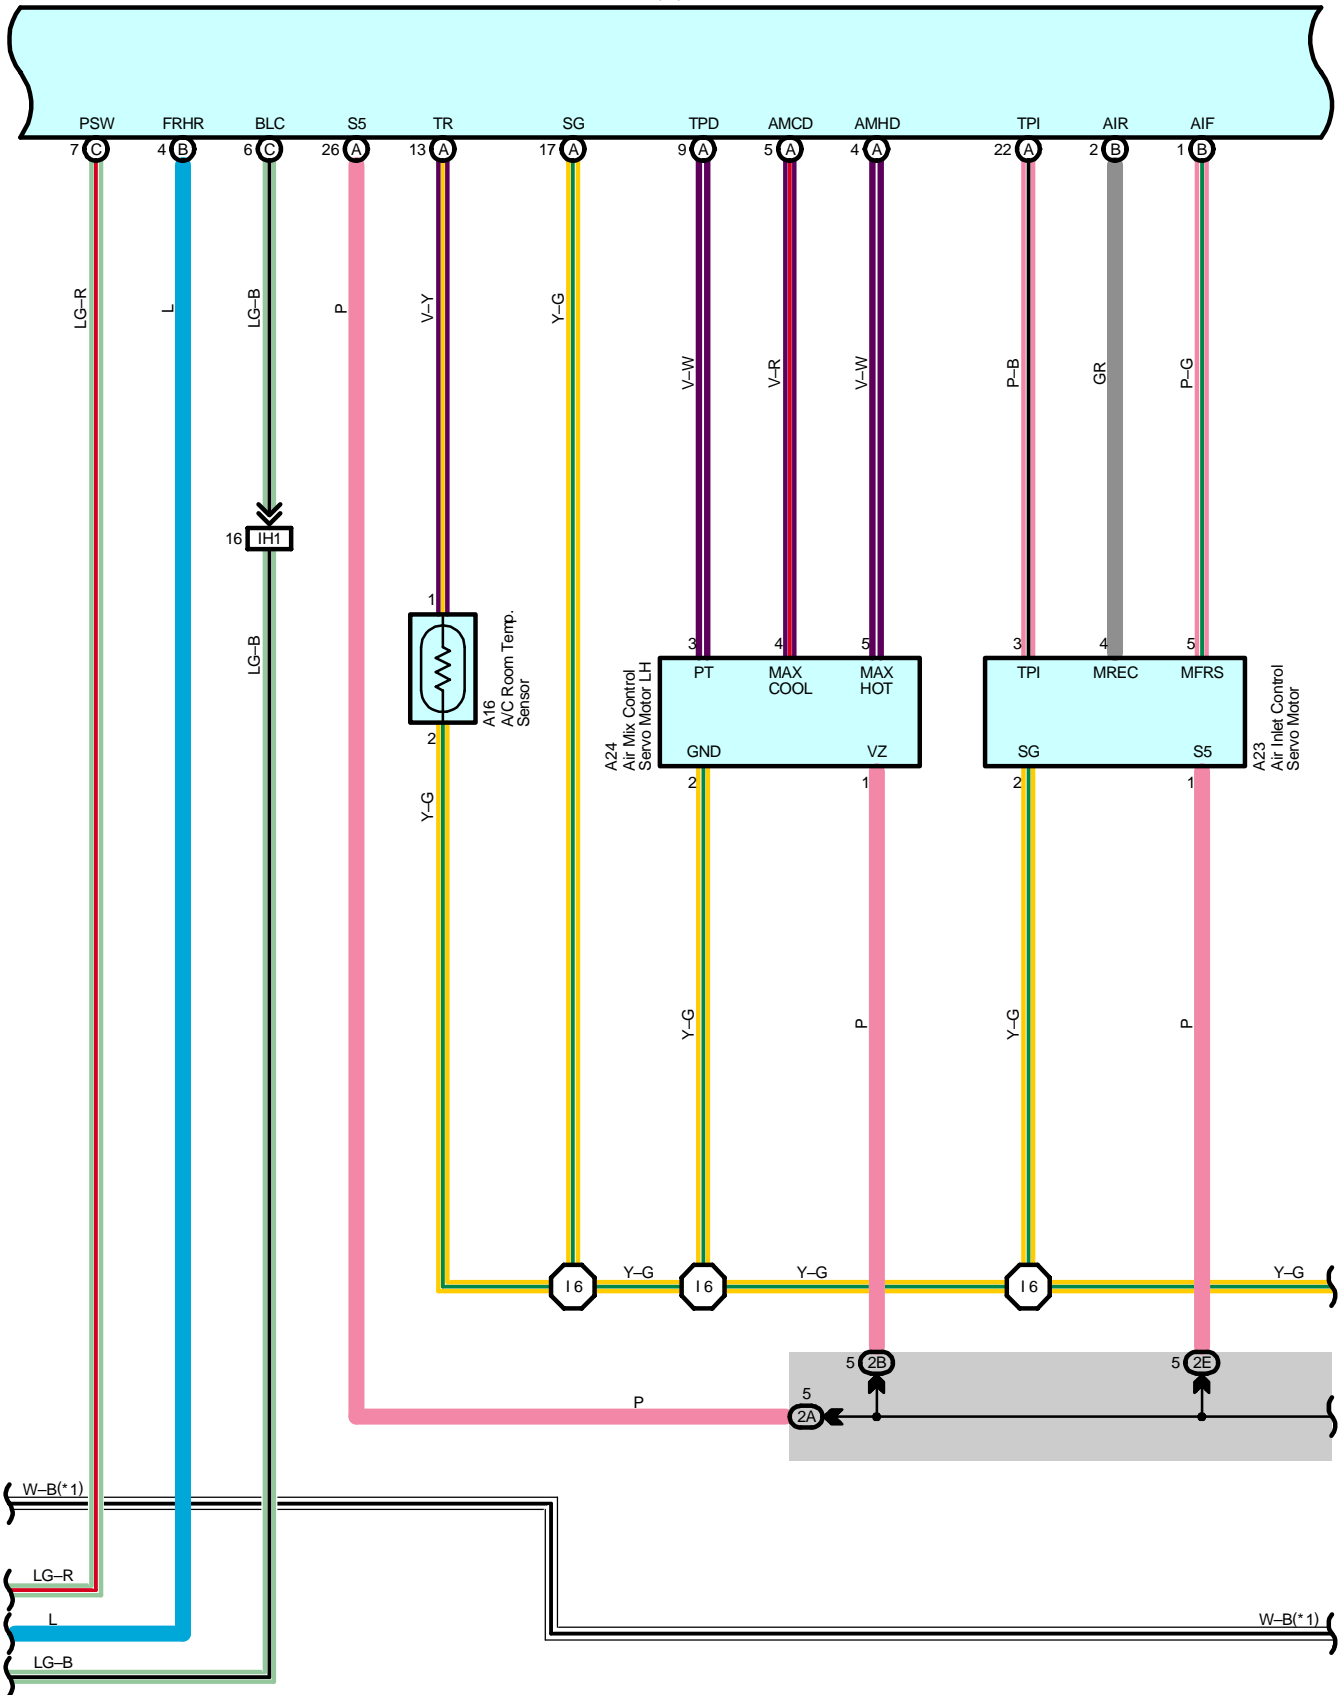 PSW FRHR BLC S5 TR SG TPD AMCD AMHD TPI AIR AIF
7 C 4 B 6 C 26 A 13 A 17 A 9 A 5 A 4 A 22 A 2 B 1 B
LG–R
L
LG–B
P
V–Y
Y–G
V–W
V–R
V–W
P–B
GR
P–G
16 IH1
LG–B
1
A16
A/C Room Temp.
Sensor
2
Y–G
3 4 5
PT MAX COOL MAX HOT
GND VZ
2 1
A24
Air Mix Control
Servo Motor LH
3 4 5
TPI MREC MFRS
SG S5
2 1
A23
Air Inlet Control
Servo Motor
Y–G
P
Y–G
P
I 6 Y–G I 6 Y–G I 6 Y–G
5 2B 5 2E
5
2A
P
W–B(*1)
LG–R
L
W–B(*1)
LG–B